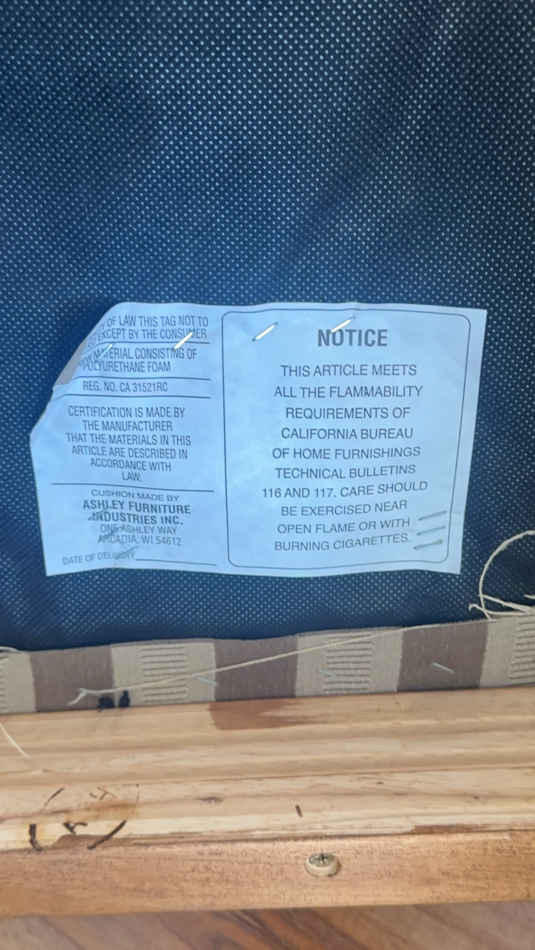 OF LAW THIS TAG NOT TO
EXCEPT BY THE CONSUMER
MATERIAL CONSISTING OF
POLYURETHANE FOAM
REG. NO. CA 31521RC
CERTIFICATION IS MADE BY
THE MANUFACTURER
THAT THE MATERIALS IN THIS
ARTICLE ARE DESCRIBED IN
ACCORDANCE WITH
LAW.
CUSHION MADE BY
ASHLEY FURNITURE
INDUSTRIES INC.
ONE ASHLEY WAY
ARCADIA, WI 54612
DATE OF DELIVERY
NOTICE
THIS ARTICLE MEETS
ALL THE FLAMMABILITY
REQUIREMENTS OF
CALIFORNIA BUREAU
OF HOME FURNISHINGS
TECHNICAL BULLETINS
116 AND 117. CARE SHOULD
BE EXERCISED NEAR
OPEN FLAME OR WITH
BURNING CIGARETTES.